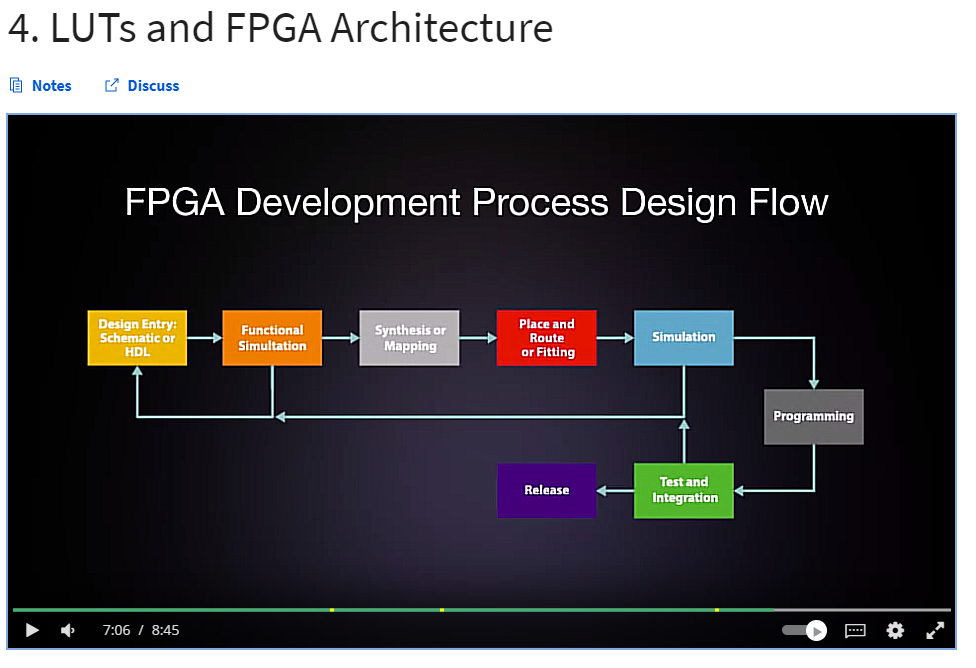 4. LUTs and FPGA Architecture
Notes
Discuss
FPGA Development Process Design Flow
Design Entry:
Schematic or
HDL
Functional
Simultation
Synthesis or
Mapping
Place and
Route
or Fitting
Simulation
Programming
Release
Test and
Integration
7:06 / 8:45